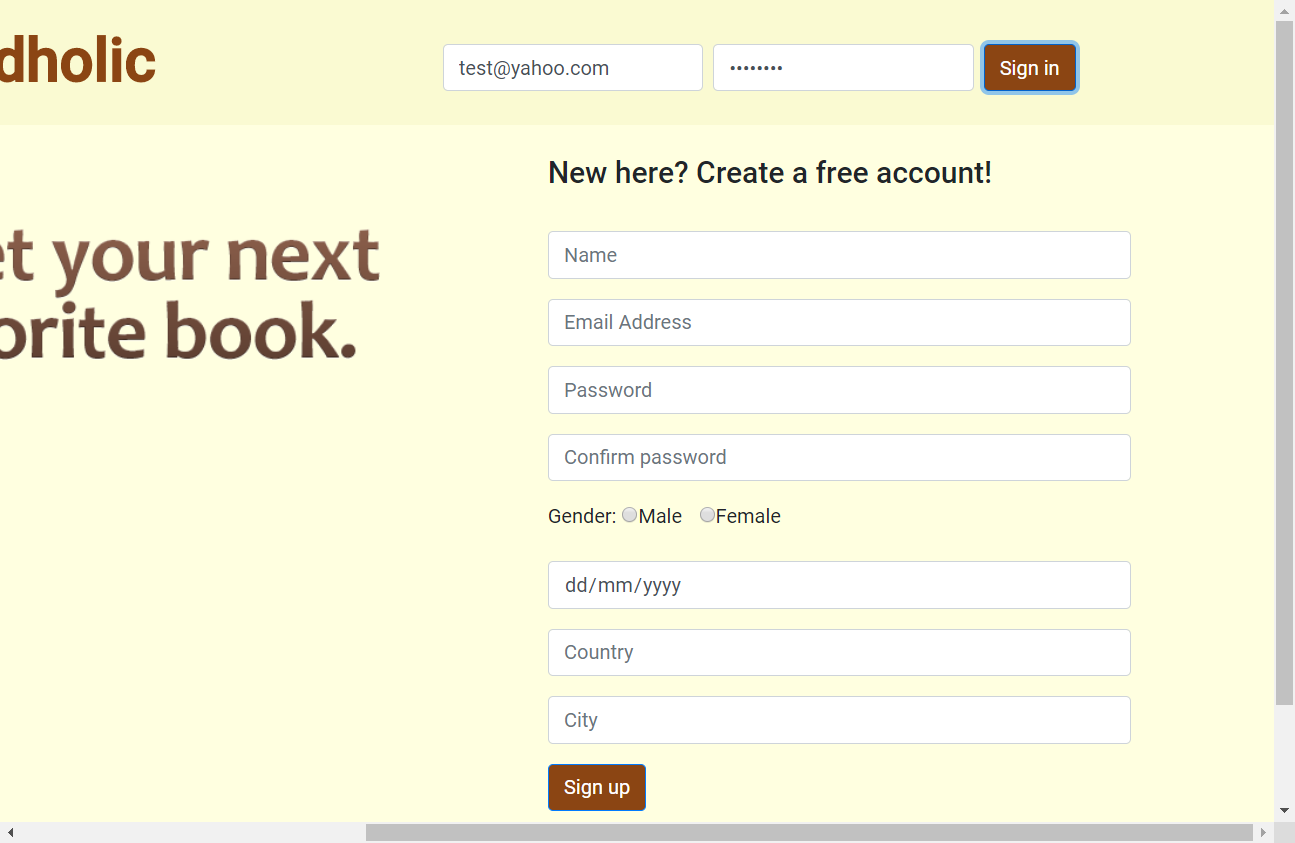 dholic
test@yahoo.com
••••••••
Sign in
New here? Create a free account!
et your next
orite book.
Name
Email Address
Password
Confirm password
Gender: Male Female
dd/mm/yyyy
Country
City
Sign up